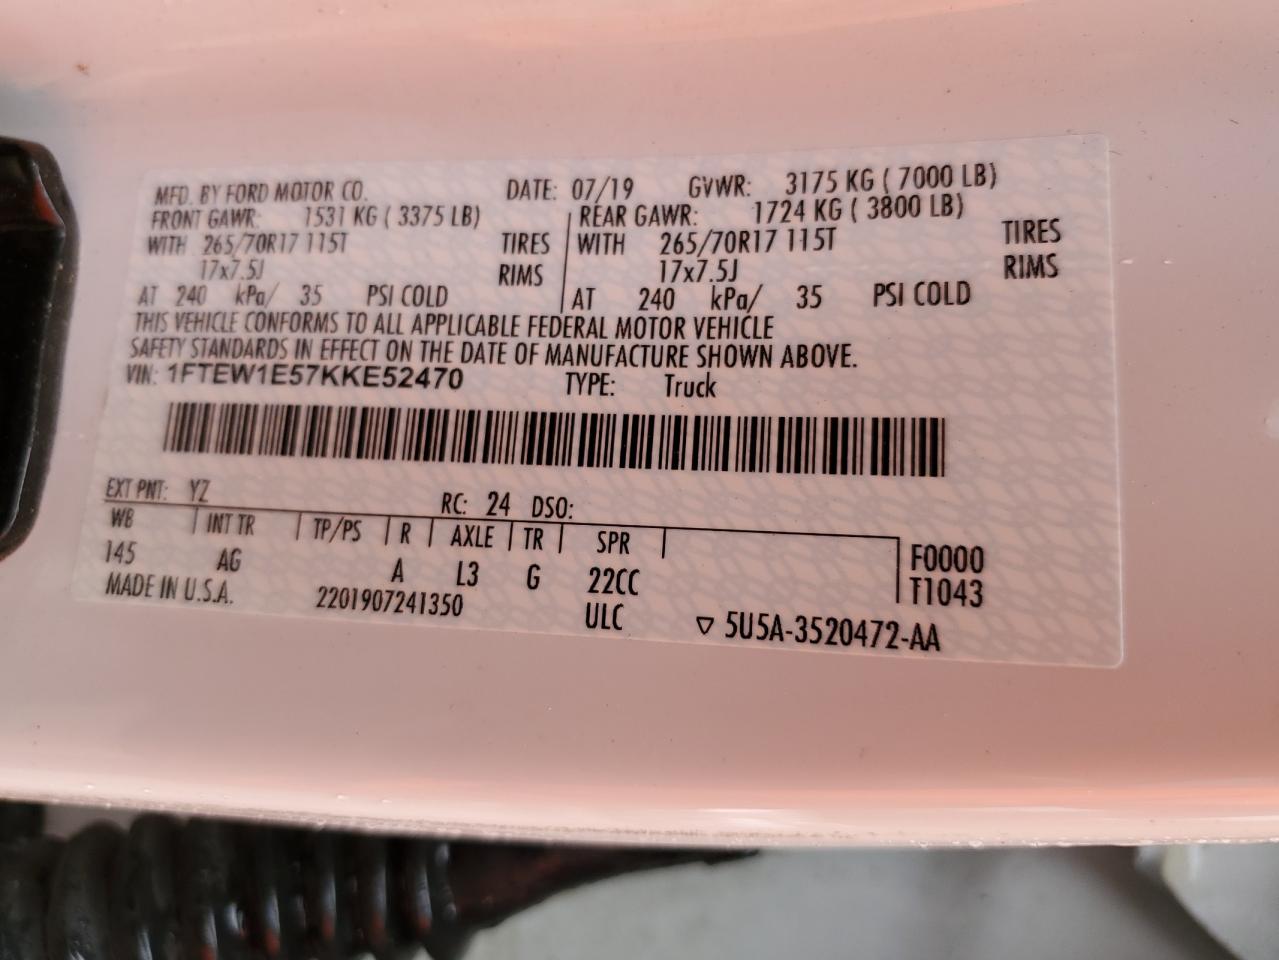 MFD. BY FORD MOTOR CO. DATE: 07/19 GVWR: 3175 KG ( 7000 LB)
FRONT GAWR: 1531 KG ( 3375 LB) REAR GAWR: 1724 KG ( 3800 LB)
WITH 265/70R17 115T TIRES WITH 265/70R17 115T TIRES
17x7.5J RIMS 17x7.5J RIMS
AT 240 kPa/ 35 PSI COLD AT 240 kPa/ 35 PSI COLD
THIS VEHICLE CONFORMS TO ALL APPLICABLE FEDERAL MOTOR VEHICLE
SAFETY STANDARDS IN EFFECT ON THE DATE OF MANUFACTURE SHOWN ABOVE.
VIN: 1FTEW1E57KKE52470 TYPE: Truck
EXT PNT: YZ RC: 24 DSO:
WB INT TR TP/PS R AXLE TR SPR F0000
145 AG A L3 G 22CC T1043
MADE IN U.S.A. 2201907241350 ULC ▽ 5U5A-3520472-AA